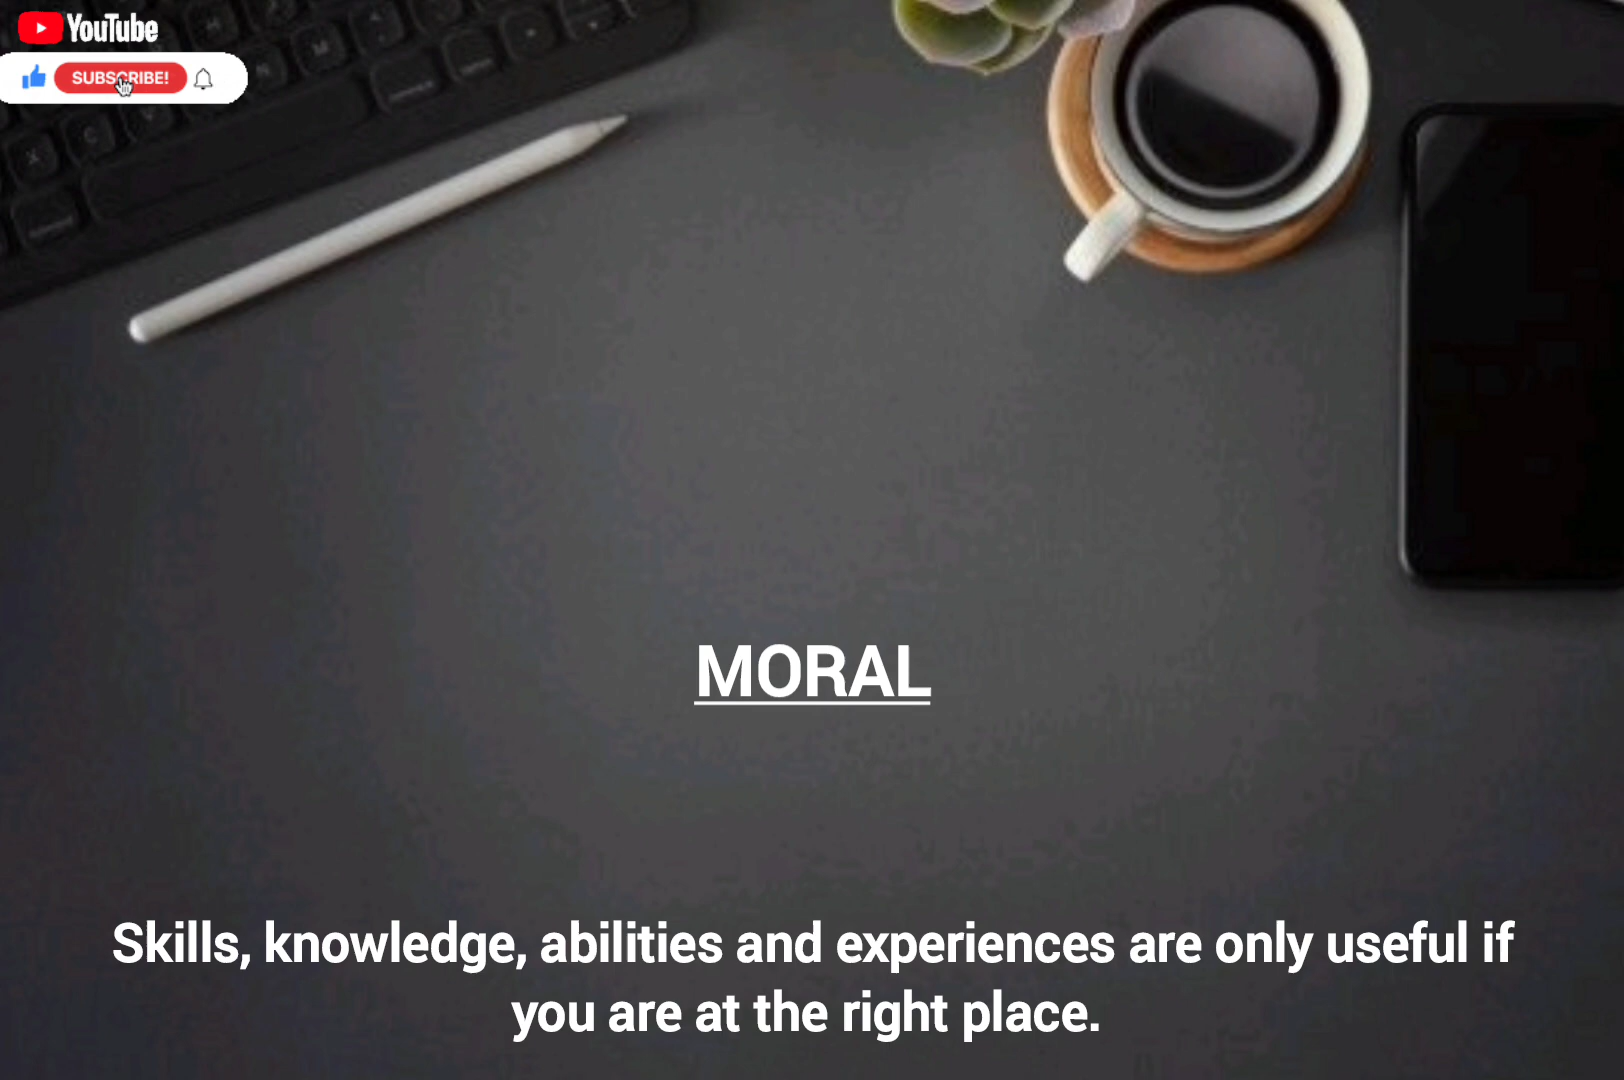 YouTube
SUBSCRIBE!
MORAL
Skills, knowledge, abilities and experiences are only useful if
you are at the right place.